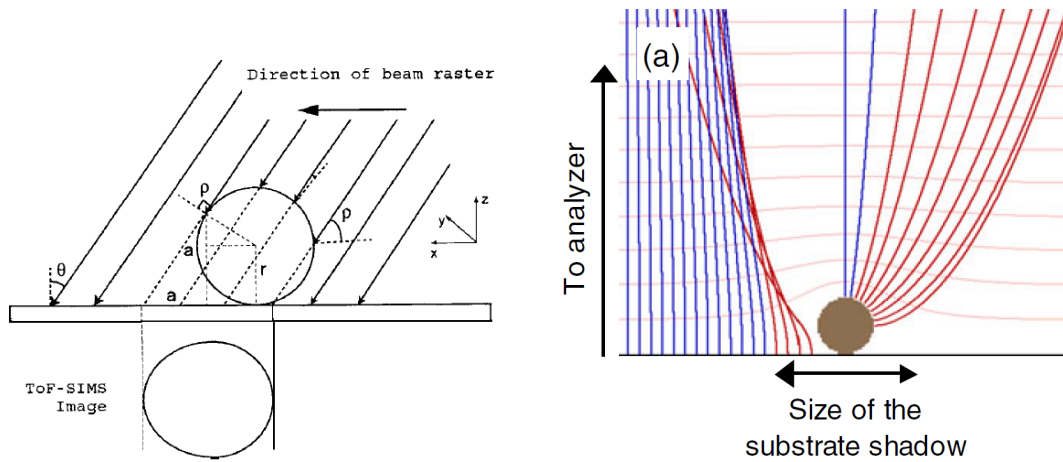 Direction of beam raster
ρ
ρ
z
y
x
a
r
θ
a
ToF-SIMS
Image
(a)
To analyzer
Size of the
substrate shadow